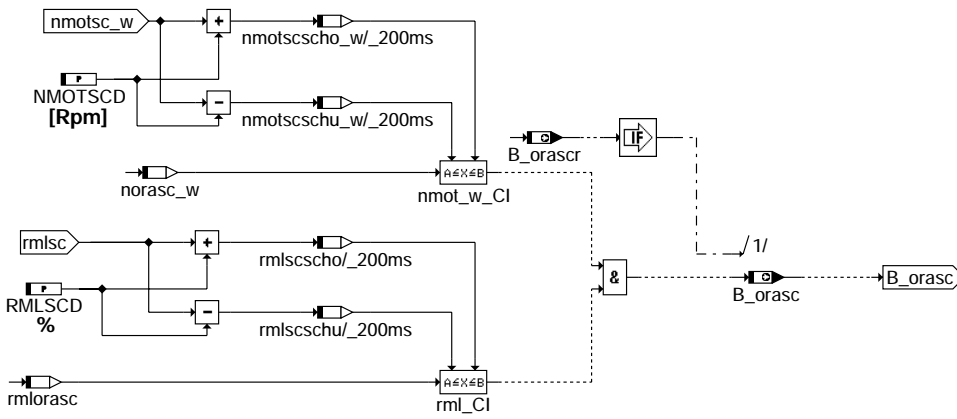 nmotsc_w
+
nmotscscho_w/_200ms
P
NMOTSCD
[Rpm]
−
nmotscschu_w/_200ms
B_orascr
IF
norasc_w
A≤X≤B
nmot_w_CI
rmlsc
+
rmlscscho/_200ms
/1/
P
RMLSCD
%
−
rmlscschu/_200ms
&
B_orasc
B_orasc
rmlorasc
A≤X≤B
rml_CI